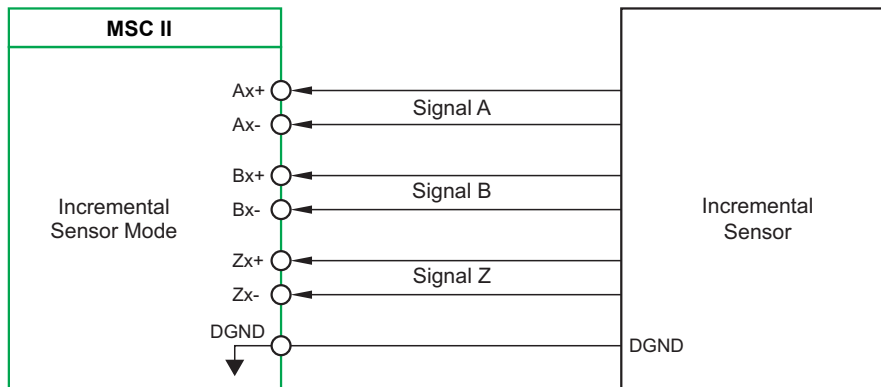 MSC II
Ax+
Signal A
Ax-
Bx+
Signal B
Bx-
Incremental
Sensor Mode
Incremental
Sensor
Zx+
Signal Z
Zx-
DGND
DGND